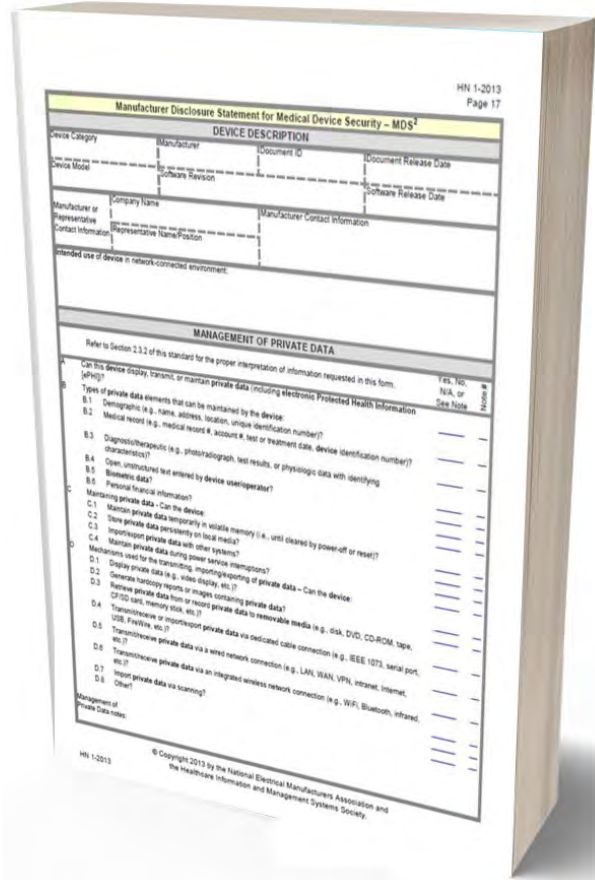 HN 1-2013
Page 17
Manufacturer Disclosure Statement for Medical Device Security – MDS²
DEVICE DESCRIPTION
Device Category Manufacturer Document ID Document Release Date
Device Model Software Revision Software Release Date
Manufacturer or Representative Contact Information Company Name Manufacturer Contact Information
Representative Name/Position
Intended use of device in network-connected environment:
MANAGEMENT OF PRIVATE DATA
Refer to Section 2.3.2 of this standard for the proper interpretation of information requested in this form.
Yes, No, N/A, or See Note
Note #
A Can this device display, transmit, or maintain private data (including electronic Protected Health Information
[ePHI])?
B Types of private data elements that can be maintained by the device:
B.1 Demographic (e.g., name, address, location, unique identification number)?
B.2 Medical record (e.g., medical record #, account #, test or treatment date, device identification number)?
B.3 Diagnostic/therapeutic (e.g., photo/radiograph, test results, or physiologic data with identifying
characteristics)?
B.4 Open, unstructured text entered by device user/operator?
B.5 Biometric data?
B.6 Personal financial information?
C Maintaining private data - Can the device:
C.1 Maintain private data temporarily in volatile memory (i.e., until cleared by power-off or reset)?
C.2 Store private data persistently on local media?
C.3 Import/export private data with other systems?
C.4 Maintain private data during power service interruptions?
D Mechanisms used for the transmitting, importing/exporting of private data – Can the device:
D.1 Display private data (e.g., video display, etc.)?
D.2 Generate hardcopy reports or images containing private data?
D.3 Retrieve private data from or record private data to removable media (e.g., disk, DVD, CD-ROM, tape,
CF/SD card, memory stick, etc.)?
D.4 Transmit/receive or import/export private data via dedicated cable connection (e.g., IEEE 1073, serial port,
USB, FireWire, etc.)?
D.5 Transmit/receive private data via a wired network connection (e.g., LAN, WAN, VPN, intranet, Internet,
etc.)?
D.6 Transmit/receive private data via an integrated wireless network connection (e.g., WiFi, Bluetooth, infrared,
etc.)?
D.7 Import private data via scanning?
D.8 Other?
Management of
Private Data notes:
HN 1-2013
© Copyright 2013 by the National Electrical Manufacturers Association and
the Healthcare Information and Management Systems Society.